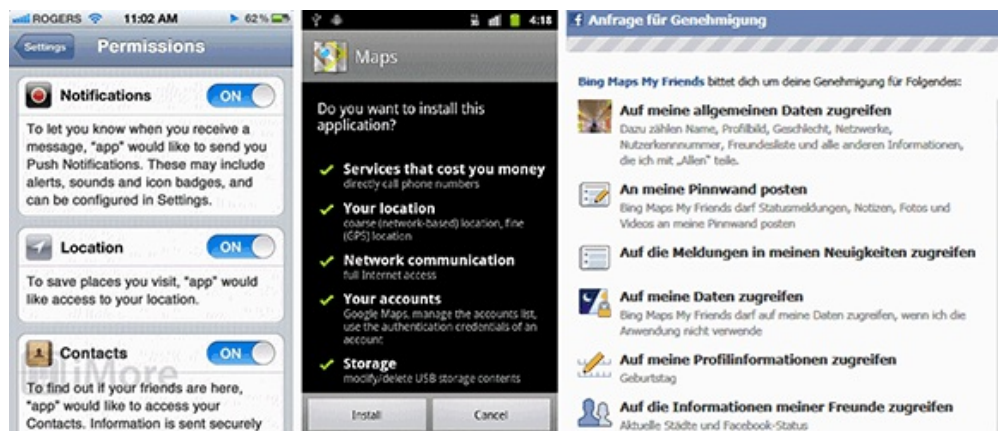 ROGERS 11:02 AM 62%
Settings Permissions
Notifications ON
To let you know when you receive a
message, "app" would like to send you
Push Notifications. These may include
alerts, sounds and icon badges, and
can be configured in Settings.
Location ON
To save places you visit, "app" would
like access to your location.
Contacts ON
iMore
To find out if your friends are here,
"app" would like to access your
Contacts. Information is sent securely
4:18
Maps
Do you want to install this
application?
Services that cost you money
directly call phone numbers
Your location
coarse (network-based) location, fine
(GPS) location
Network communication
full Internet access
Your accounts
Google Maps, manage the accounts list,
use the authentication credentials of an
account
Storage
modify/delete USB storage contents
Install Cancel
f Anfrage für Genehmigung
Bing Maps My Friends bittet dich um deine Genehmigung für Folgendes:
Auf meine allgemeinen Daten zugreifen
Dazu zählen Name, Profilbild, Geschlecht, Netzwerke,
Nutzerkennnummer, Freundesliste und alle anderen Informationen,
die ich mit „Allen" teile.
An meine Pinnwand posten
Bing Maps My Friends darf Statusmeldungen, Notizen, Fotos und
Videos an meine Pinnwand posten
Auf die Meldungen in meinen Neuigkeiten zugreifen
Auf meine Daten zugreifen
Bing Maps My Friends darf auf meine Daten zugreifen, wenn ich die
Anwendung nicht verwende
Auf meine Profilinformationen zugreifen
Geburtstag
Auf die Informationen meiner Freunde zugreifen
Aktuelle Städte und Facebook-Status